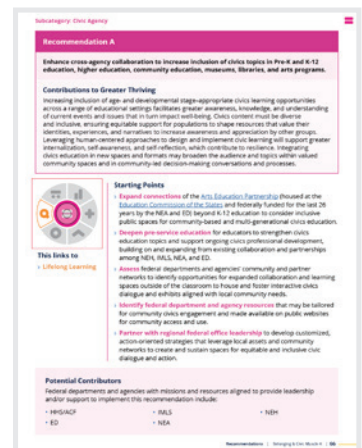 Subcategory: Civic Agency
Recommendation A
Enhance cross-agency collaboration to increase inclusion of civics topics in Pre-K and K-12
education, higher education, community education, museums, libraries, and arts programs.
Contributions to Greater Thriving
Increasing inclusion of age- and developmental stage-appropriate civics learning opportunities
across a range of educational settings facilitates greater awareness, knowledge, and understanding
of current events and issues that in turn impact well-being. Civics content must be diverse
and inclusive, ensuring equitable support for populations to shape resources that value their
identities, experiences, and narratives to increase awareness and appreciation by other groups.
Leveraging human-centered approaches to design and implement civic learning will support greater
internalization, self-awareness, and self-reflection, which contribute to resilience. Integrating
civics education in new spaces and formats may broaden the audience and topics within valued
community spaces and in community-led decision-making conversations and processes.
Starting Points
› Expand connections of the Arts Education Partnership (housed at the
Education Commission of the States and federally funded for the last 26
years by the NEA and ED) beyond K-12 education to consider inclusive
public spaces for community-based and multi-generational civics education.
› Deepen pre-service education for educators to strengthen civics
education topics and support ongoing civics professional development,
building on and expanding from existing collaboration and partnerships
among NEH, IMLS, NEA, and ED.
This links to
› Lifelong Learning
› Assess federal departments and agencies' community and partner
networks to identify opportunities for expanded collaboration and learning
spaces outside of the classroom to house and foster interactive civics
dialogue and exhibits aligned with local community needs.
› Identify federal department and agency resources that may be tailored
for community civics engagement and made available on public websites
for community access and use.
› Partner with regional federal office leadership to develop customized,
action-oriented strategies that leverage local assets and community
networks to create and sustain spaces for equitable and inclusive civic
dialogue and action.
Potential Contributors
Federal departments and agencies with missions and resources aligned to provide leadership
and/or support to implement this recommendation include:
• HHS/ACF
• IMLS
• NEH
• ED
• NEA
Recommendations | Belonging & Civic Muscle